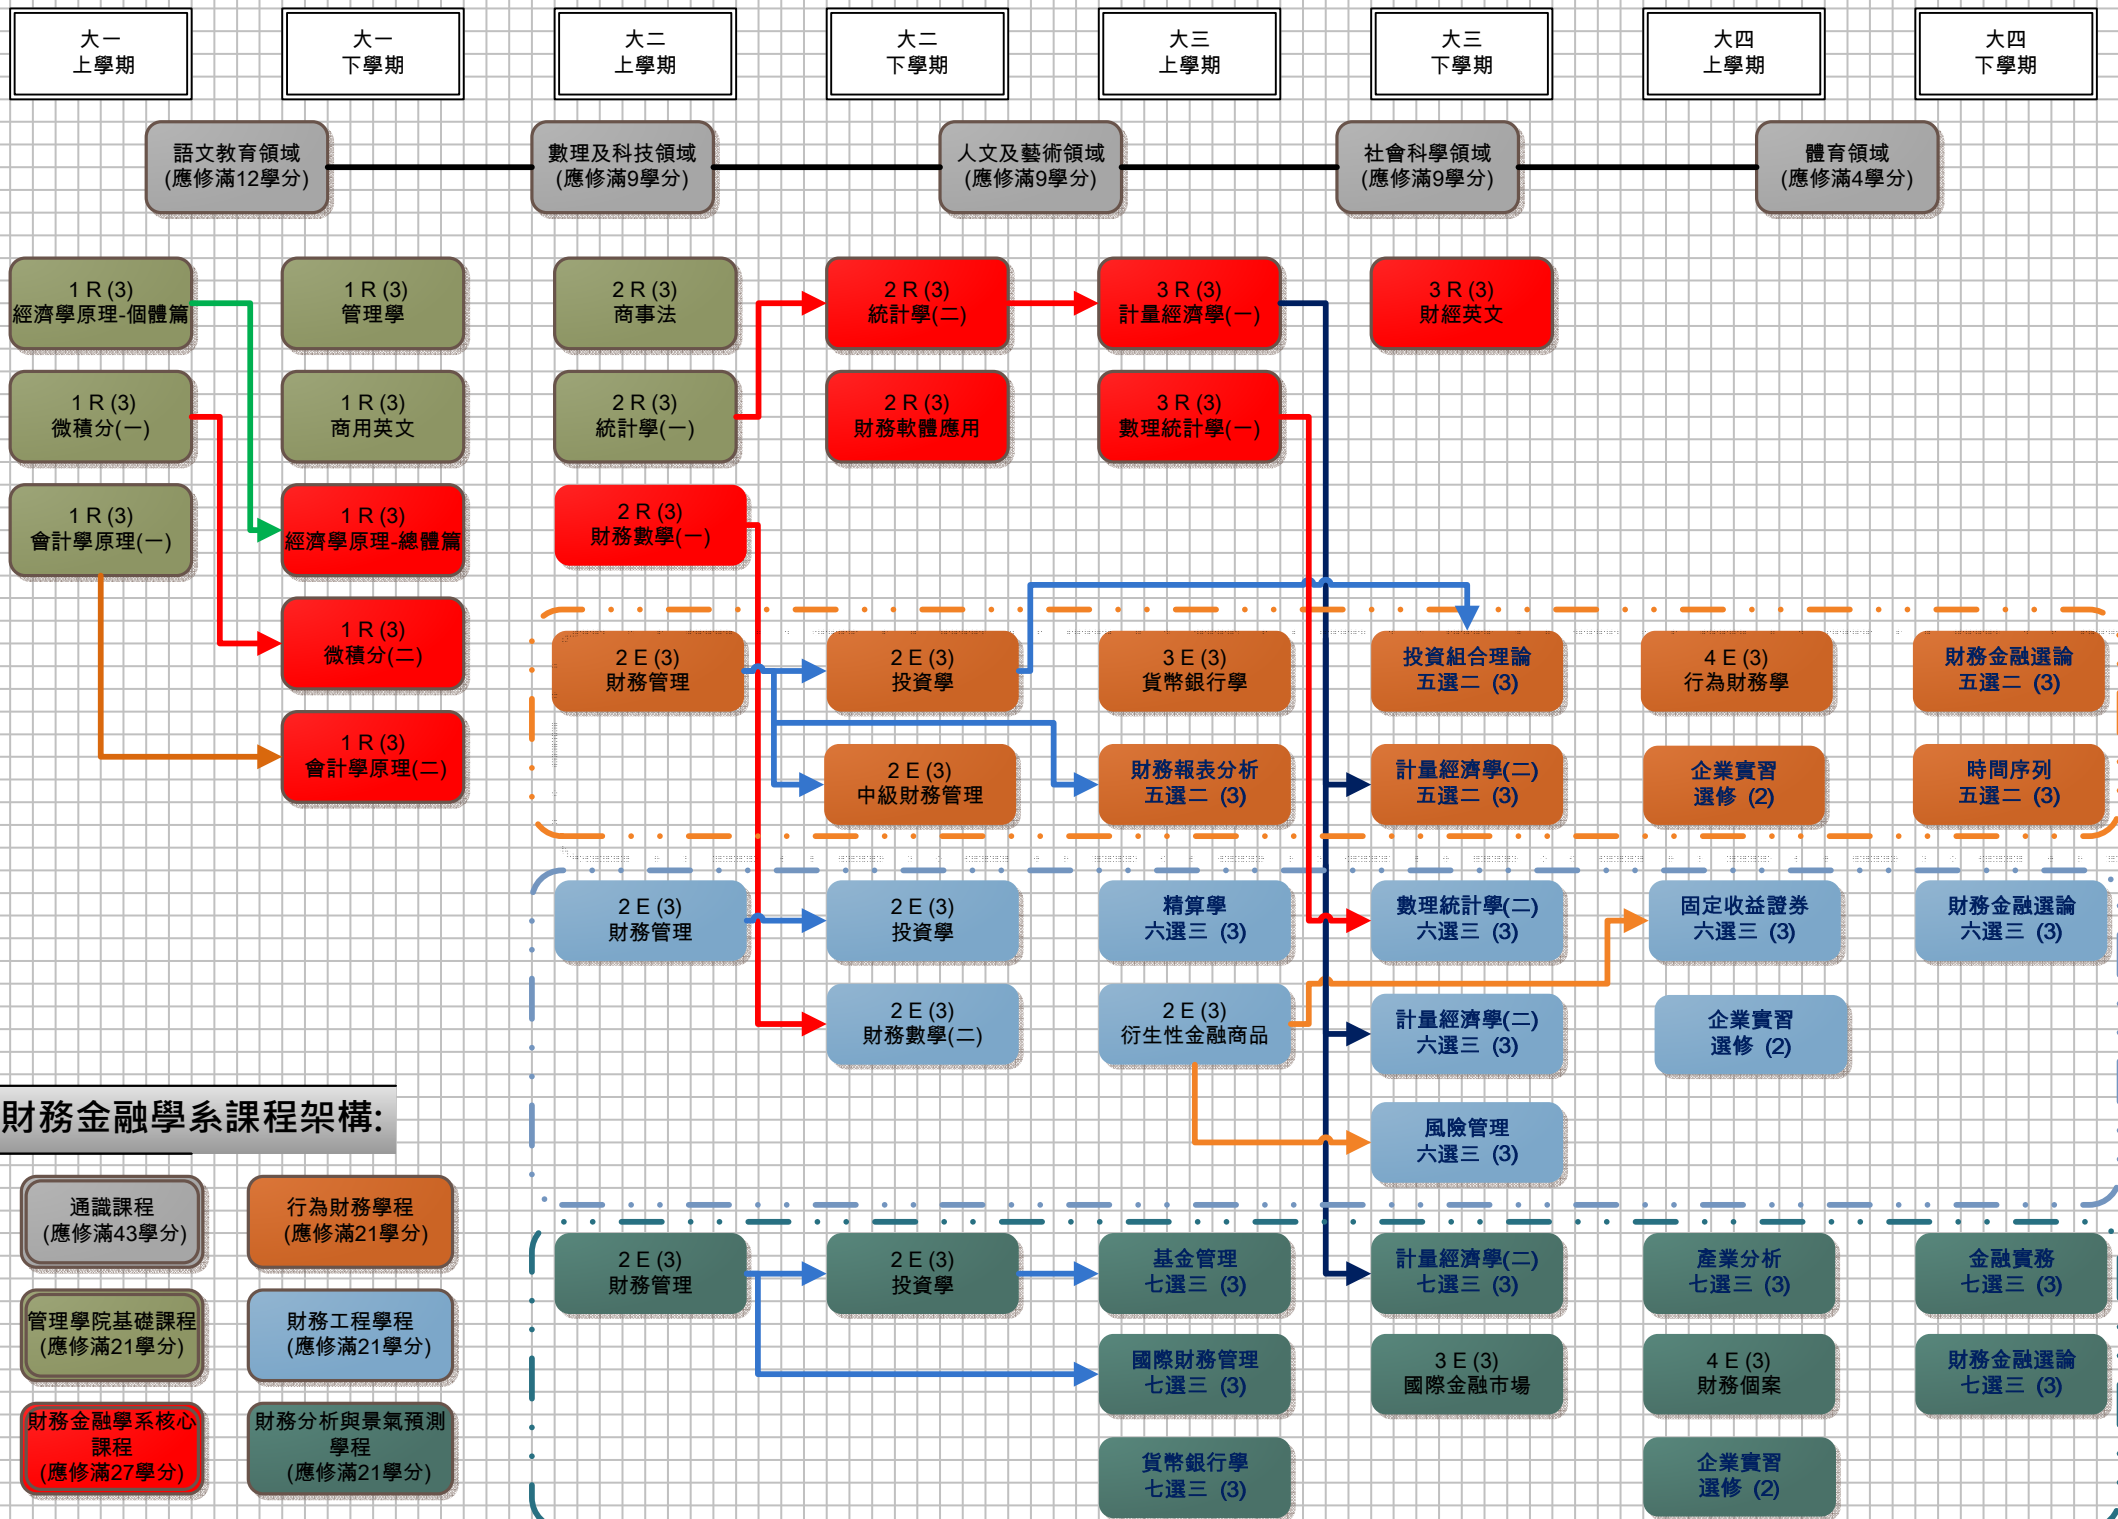 大一
上學期
大一
下學期
大二
上學期
大二
下學期
大三
上學期
大三
下學期
大四
上學期
大四
下學期
語文教育領域
(應修滿12學分)
數理及科技領域
(應修滿9學分)
人文及藝術領域
(應修滿9學分)
社會科學領域
(應修滿9學分)
體育領域
(應修滿4學分)
1 R (3)
經濟學原理-個體篇
1 R (3)
管理學
2 R (3)
商事法
2 R (3)
統計學(二)
3 R (3)
計量經濟學(一)
3 R (3)
財經英文
1 R (3)
微積分(一)
1 R (3)
商用英文
2 R (3)
統計學(一)
2 R (3)
財務軟體應用
3 R (3)
數理統計學(一)
1 R (3)
會計學原理(一)
1 R (3)
經濟學原理-總體篇
2 R (3)
財務數學(一)
1 R (3)
微積分(二)
1 R (3)
會計學原理(二)
2 E (3)
財務管理
2 E (3)
投資學
3 E (3)
貨幣銀行學
投資組合理論
五選二 (3)
4 E (3)
行為財務學
財務金融選論
五選二 (3)
2 E (3)
中級財務管理
財務報表分析
五選二 (3)
計量經濟學(二)
五選二 (3)
企業實習
選修 (2)
時間序列
五選二 (3)
2 E (3)
財務管理
2 E (3)
投資學
精算學
六選三 (3)
數理統計學(二)
六選三 (3)
固定收益證券
六選三 (3)
財務金融選論
六選三 (3)
2 E (3)
財務數學(二)
2 E (3)
衍生性金融商品
計量經濟學(二)
六選三 (3)
企業實習
選修 (2)
風險管理
六選三 (3)
2 E (3)
財務管理
2 E (3)
投資學
基金管理
七選三 (3)
計量經濟學(二)
七選三 (3)
產業分析
七選三 (3)
金融實務
七選三 (3)
國際財務管理
七選三 (3)
3 E (3)
國際金融市場
4 E (3)
財務個案
財務金融選論
七選三 (3)
貨幣銀行學
七選三 (3)
企業實習
選修 (2)
財務金融學系課程架構:
通識課程
(應修滿43學分)
行為財務學程
(應修滿21學分)
管理學院基礎課程
(應修滿21學分)
財務工程學程
(應修滿21學分)
財務金融學系核心
課程
(應修滿27學分)
財務分析與景氣預測
學程
(應修滿21學分)